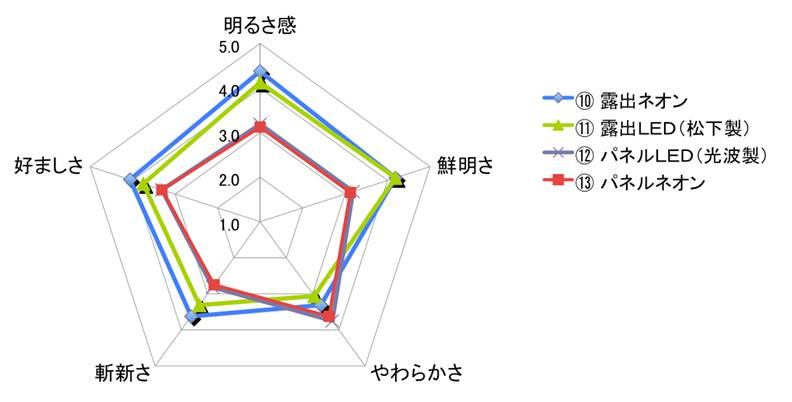 明るさ感
5.0
4.0
3.0
2.0
1.0
鮮明さ
やわらかさ
斬新さ
好ましさ
⑩ 露出ネオン
⑪ 露出LED（松下製）
⑫ パネルLED（光波製）
⑬ パネルネオン